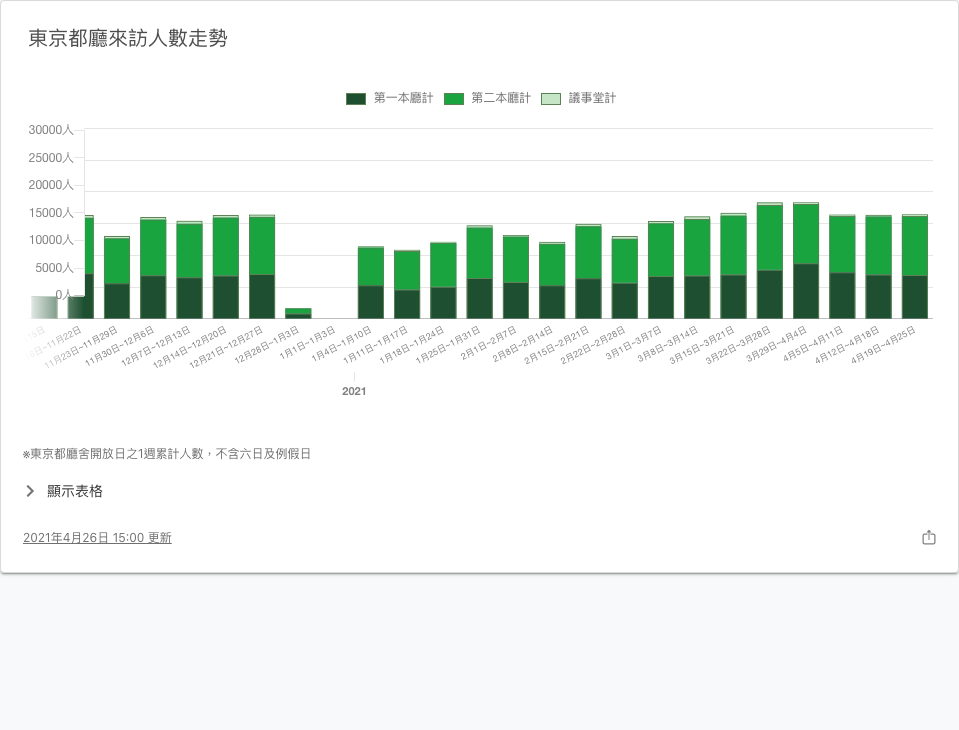 東京都廳來訪人數走勢
第一本廳計 第二本廳計 議事堂計
30000人
25000人
20000人
15000人
10000人
5000人
0人
11月23日~11月29日
11月30日~12月6日
12月7日~12月13日
12月14日~12月20日
12月21日~12月27日
12月28日~1月3日
1月1日~1月3日
1月4日~1月10日
1月11日~1月17日
1月18日~1月24日
1月25日~1月31日
2月1日~2月7日
2月8日~2月14日
2月15日~2月21日
2月22日~2月28日
3月1日~3月7日
3月8日~3月14日
3月15日~3月21日
3月22日~3月28日
3月29日~4月4日
4月5日~4月11日
4月12日~4月18日
4月19日~4月25日
2021
※東京都廳舍開放日之1週累計人數，不含六日及例假日
顯示表格
2021年4月26日 15:00 更新